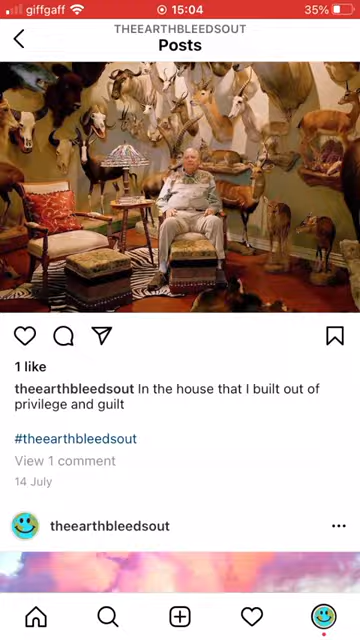 giffgaff 15:04 35%
THEEARTHBLEEDSOUT
Posts
1 like
theearthbleedsout In the house that I built out of
privilege and guilt
#theearthbleedsout
View 1 comment
14 July
theearthbleedsout